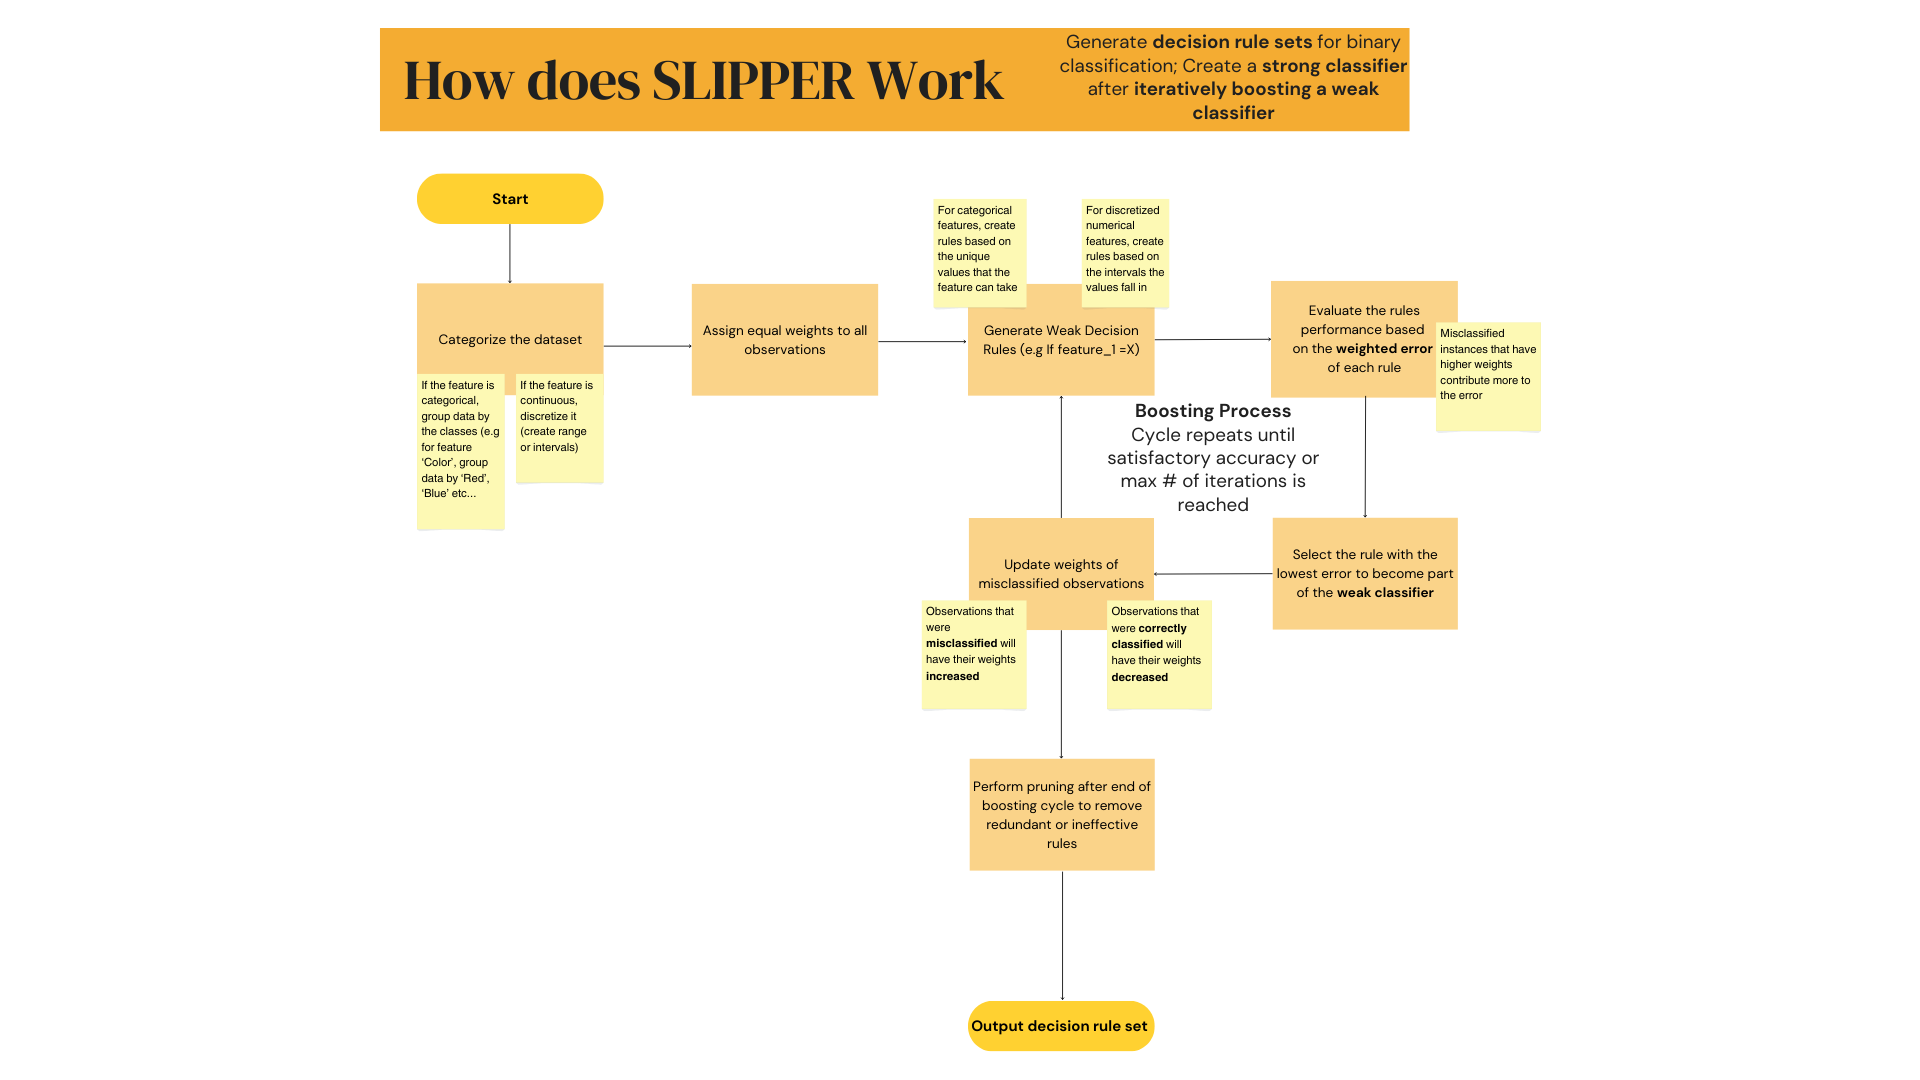 How does SLIPPER Work
Generate decision rule sets for binary
classification; Create a strong classifier
after iteratively boosting a weak
classifier
Start
Categorize the dataset
If the feature is
categorical,
group data by
the classes (e.g
for feature
‘Color’, group
data by ‘Red’,
‘Blue’ etc...
If the feature is
continuous,
discretize it
(create range
or intervals)
Assign equal weights to all
observations
For categorical
features, create
rules based on
the unique
values that the
feature can take
For discretized
numerical
features, create
rules based on
the intervals the
values fall in
Generate Weak Decision
Rules (e.g If feature_1 =X)
Evaluate the rules
performance based
on the weighted error
of each rule
Misclassified
instances that have
higher weights
contribute more to
the error
Boosting Process
Cycle repeats until
satisfactory accuracy or
max # of iterations is
reached
Select the rule with the
lowest error to become part
of the weak classifier
Update weights of
misclassified observations
Observations that
were
misclassified will
have their weights
increased
Observations that
were correctly
classified will
have their weights
decreased
Perform pruning after end of
boosting cycle to remove
redundant or ineffective
rules
Output decision rule set